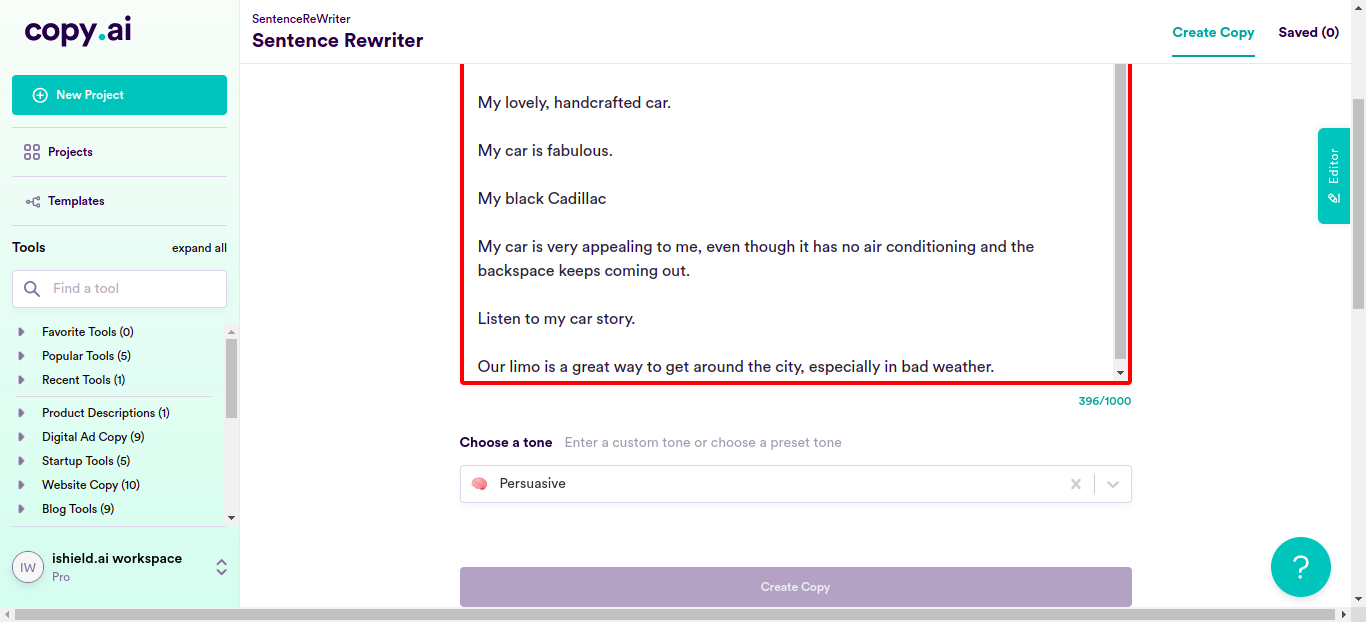 copy.ai
New Project
Projects
Templates
Tools
expand all
Find a tool
Favorite Tools (0)
Popular Tools (5)
Recent Tools (1)
Product Descriptions (1)
Digital Ad Copy (9)
Startup Tools (5)
Website Copy (10)
Blog Tools (9)
IW
ishield.ai workspace
Pro
SentenceReWriter
Sentence Rewriter
Create Copy
Saved (0)
My lovely, handcrafted car.
My car is fabulous.
My black Cadillac
My car is very appealing to me, even though it has no air conditioning and the
backspace keeps coming out.
Listen to my car story.
Our limo is a great way to get around the city, especially in bad weather.
396/1000
Choose a tone
Enter a custom tone or choose a preset tone
Persuasive
Create Copy
Editor
?